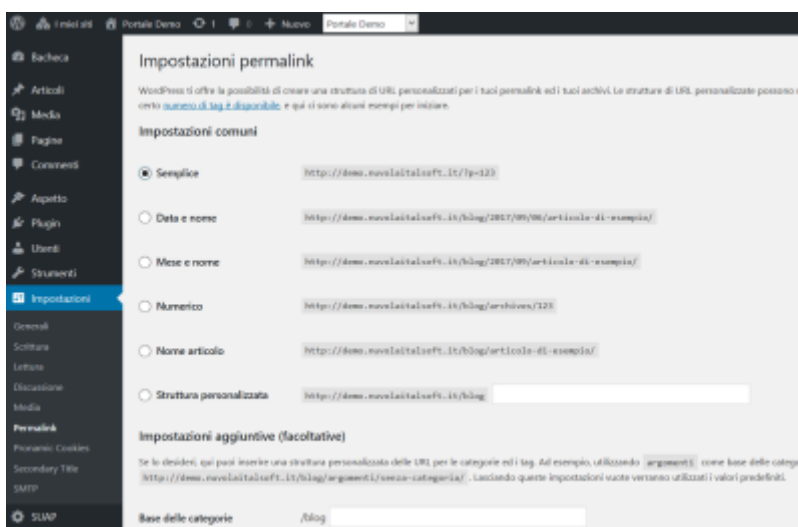 I miei siti Portale Demo 1 0 + Nuovo Portale Demo
Bacheca
Articoli
Media
Pagine
Commenti
Aspetto
Plugin
Utenti
Strumenti
Impostazioni
Generali
Scrittura
Lettura
Discussione
Media
Permalink
Pronamic Cookies
Secondary Title
SMTP
SUAP
Impostazioni permalink
WordPress ti offre la possibilità di creare una struttura di URL personalizzati per i tuoi permalink ed i tuoi archivi. Le strutture di URL personalizzate possono
certo numero di tag è disponibile, e qui ci sono alcuni esempi per iniziare.
Impostazioni comuni
Semplice http://demo.nuvolaitalsoft.it/?p=123
Data e nome http://demo.nuvolaitalsoft.it/blog/2017/09/06/articolo-di-esempio/
Mese e nome http://demo.nuvolaitalsoft.it/blog/2017/09/articolo-di-esempio/
Numerico http://demo.nuvolaitalsoft.it/blog/archives/123
Nome articolo http://demo.nuvolaitalsoft.it/blog/articolo-di-esempio/
Struttura personalizzata http://demo.nuvolaitalsoft.it/blog
Impostazioni aggiuntive (facoltative)
Se lo desideri, qui puoi inserire una struttura personalizzata delle URL per le categorie ed i tag. Ad esempio, utilizzando argomenti come base delle
http://demo.nuvolaitalsoft.it/blog/argomenti/senza-categoria/ . Lasciando queste impostazioni vuote verranno utilizzati i valori predefiniti.
Base delle categorie /blog